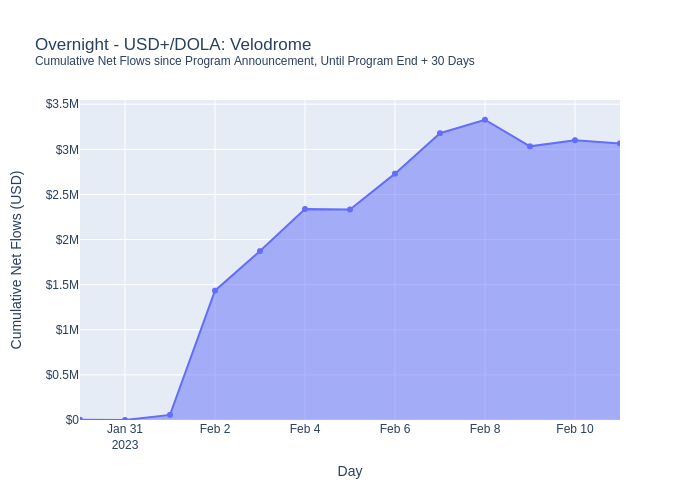 Overnight - USD+/DOLA: Velodrome
Cumulative Net Flows since Program Announcement, Until Program End + 30 Days
Cumulative Net Flows (USD)
$3.5M
$3M
$2.5M
$2M
$1.5M
$1M
$0.5M
$0
Jan 31
2023
Feb 2
Feb 4
Feb 6
Feb 8
Feb 10
Day